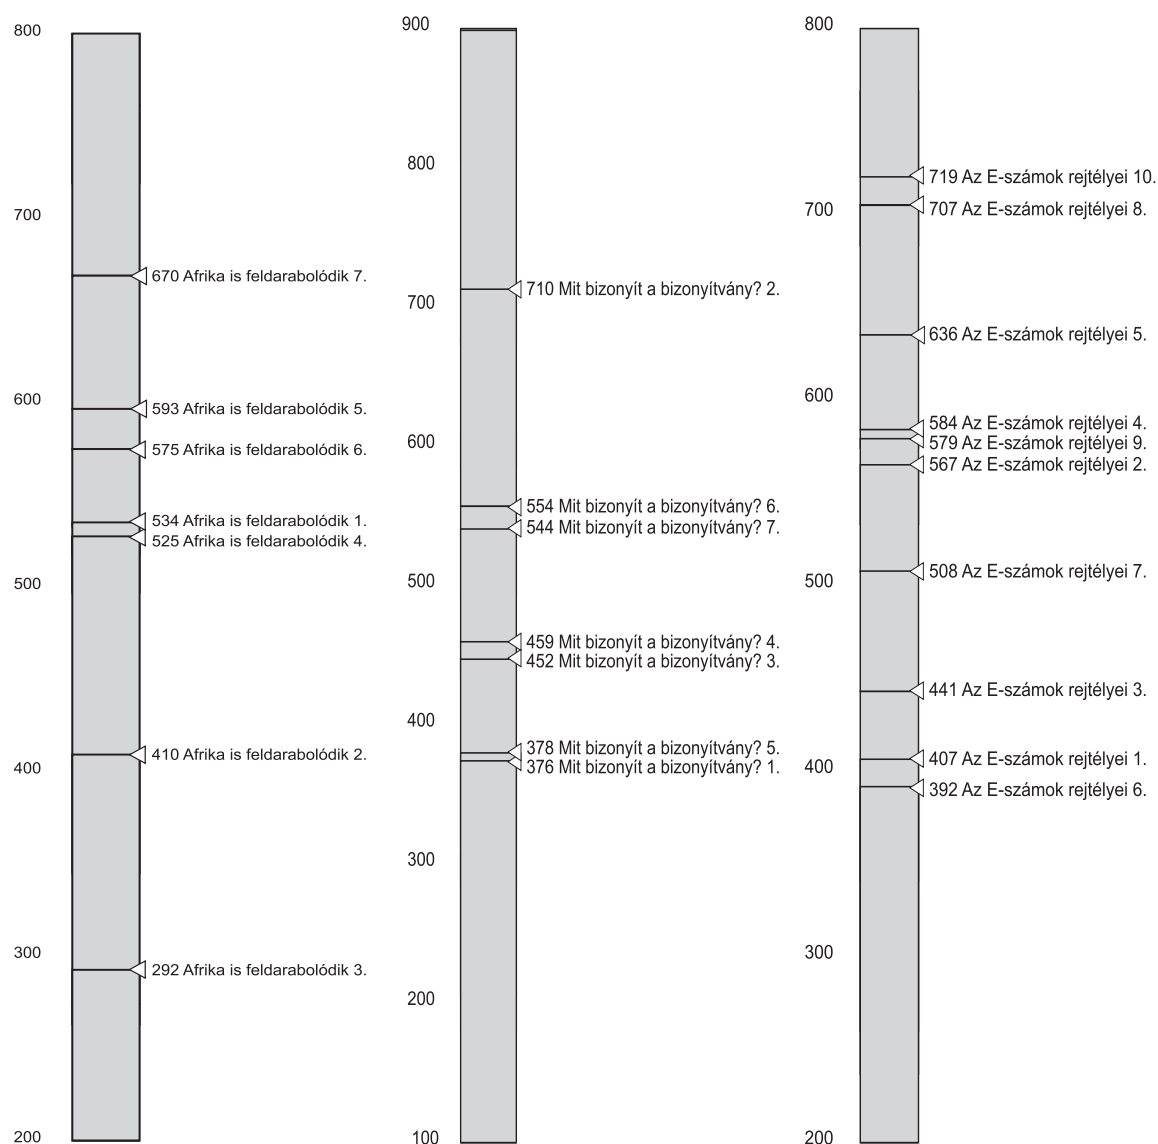 800
700
670 Afrika is feldarabolódik 7.
600
593 Afrika is feldarabolódik 5.
575 Afrika is feldarabolódik 6.
534 Afrika is feldarabolódik 1.
525 Afrika is feldarabolódik 4.
500
410 Afrika is feldarabolódik 2.
400
300
292 Afrika is feldarabolódik 3.
200
900
800
710 Mit bizonyít a bizonyítvány? 2.
700
600
554 Mit bizonyít a bizonyítvány? 6.
544 Mit bizonyít a bizonyítvány? 7.
500
459 Mit bizonyít a bizonyítvány? 4.
452 Mit bizonyít a bizonyítvány? 3.
400
378 Mit bizonyít a bizonyítvány? 5.
376 Mit bizonyít a bizonyítvány? 1.
300
200
100
800
719 Az E-számok rejtélyei 10.
707 Az E-számok rejtélyei 8.
700
636 Az E-számok rejtélyei 5.
600
584 Az E-számok rejtélyei 4.
579 Az E-számok rejtélyei 9.
567 Az E-számok rejtélyei 2.
500
508 Az E-számok rejtélyei 7.
441 Az E-számok rejtélyei 3.
407 Az E-számok rejtélyei 1.
400
392 Az E-számok rejtélyei 6.
300
200